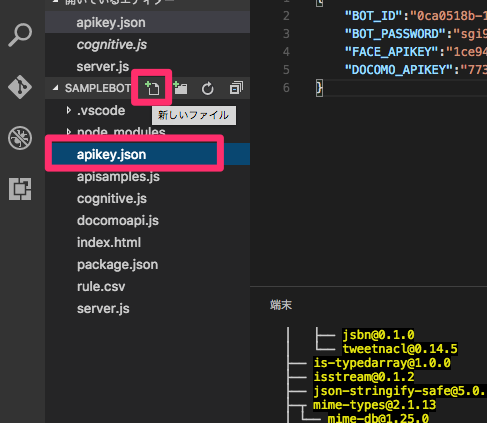 開いているエディター
apikey.json
cognitive.js
server.js
SAMPLEBOT
新しいファイル
.vscode
node_modules
apikey.json
apisamples.js
cognitive.js
docomoapi.js
index.html
package.json
rule.csv
server.js
{
2 "BOT_ID":"0ca0518b-1
3 "BOT_PASSWORD":"sgi9
4 "FACE_APIKEY":"1ce94
5 "DOCOMO_APIKEY":"773
6 }
端末
├── jsbn@0.1.0
└── tweetnacl@0.14.5
├── is-typedarray@1.0.0
├── isstream@0.1.2
├── json-stringify-safe@5.0.
├─┬ mime-types@2.1.13
└── mime-db@1.25.0